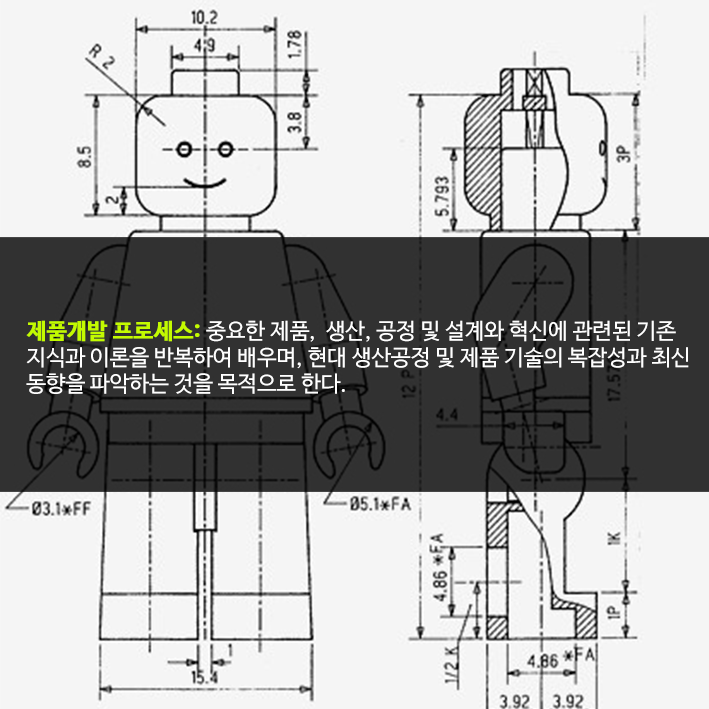 10.2
4.9
1.78
R 2
3.8
8.5
2
3P
5.793
제품개발 프로세스: 중요한 제품, 생산, 공정 및 설계와 혁신에 관련된 기존
지식과 이론을 반복하여 배우며, 현대 생산공정 및 제품 기술의 복잡성과 최신
동향을 파악하는 것을 목적으로 한다.
12 P
4.4
Ø3.1*FF
Ø5.1*FA
1K
4.86 *FA
1P
1/2 K
1
15.4
4.86 *FA
3.92
3.92